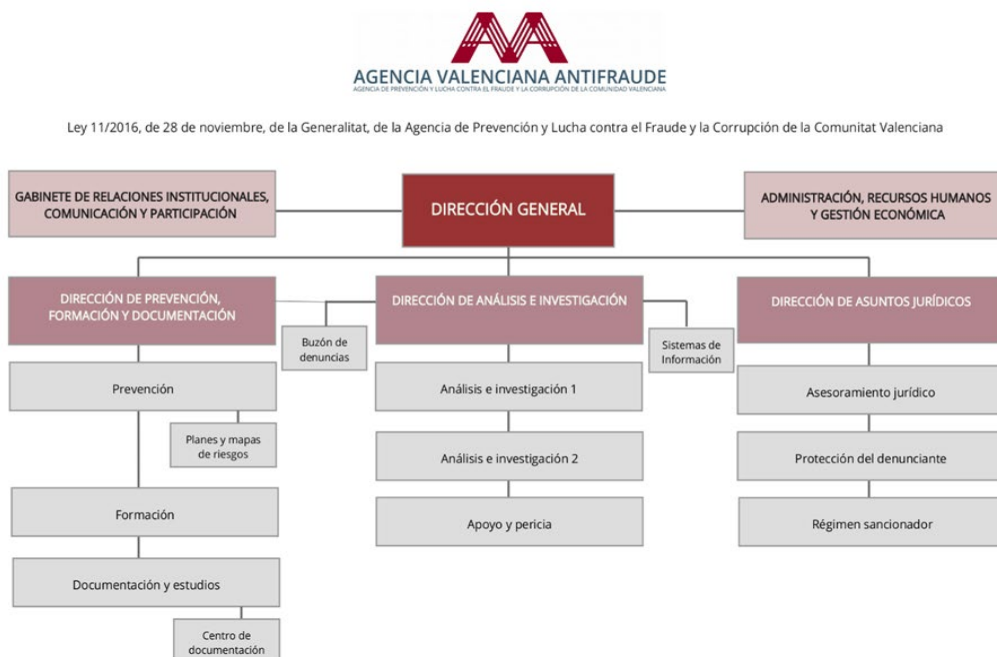 AGENCIA VALENCIANA ANTIFRAUDE
AGENCIA DE PREVENCIÓN Y LUCHA CONTRA EL FRAUDE Y LA CORRUPCIÓN DE LA COMUNIDAD VALENCIANA
Ley 11/2016, de 28 de noviembre, de la Generalitat, de la Agencia de Prevención y Lucha contra el Fraude y la Corrupción de la Comunitat Valenciana
GABINETE DE RELACIONES INSTITUCIONALES,
COMUNICACIÓN Y PARTICIPACIÓN
DIRECCIÓN GENERAL
ADMINISTRACIÓN, RECURSOS HUMANOS
Y GESTIÓN ECONÓMICA
DIRECCIÓN DE PREVENCIÓN,
FORMACIÓN Y DOCUMENTACIÓN
DIRECCIÓN DE ANÁLISIS E INVESTIGACIÓN
DIRECCIÓN DE ASUNTOS JURÍDICOS
Buzón de
denuncias
Sistemas de
Información
Prevención
Planes y mapas
de riesgos
Formación
Documentación y estudios
Centro de
documentación
Análisis e investigación 1
Análisis e investigación 2
Apoyo y pericia
Asesoramiento jurídico
Protección del denunciante
Régimen sancionador